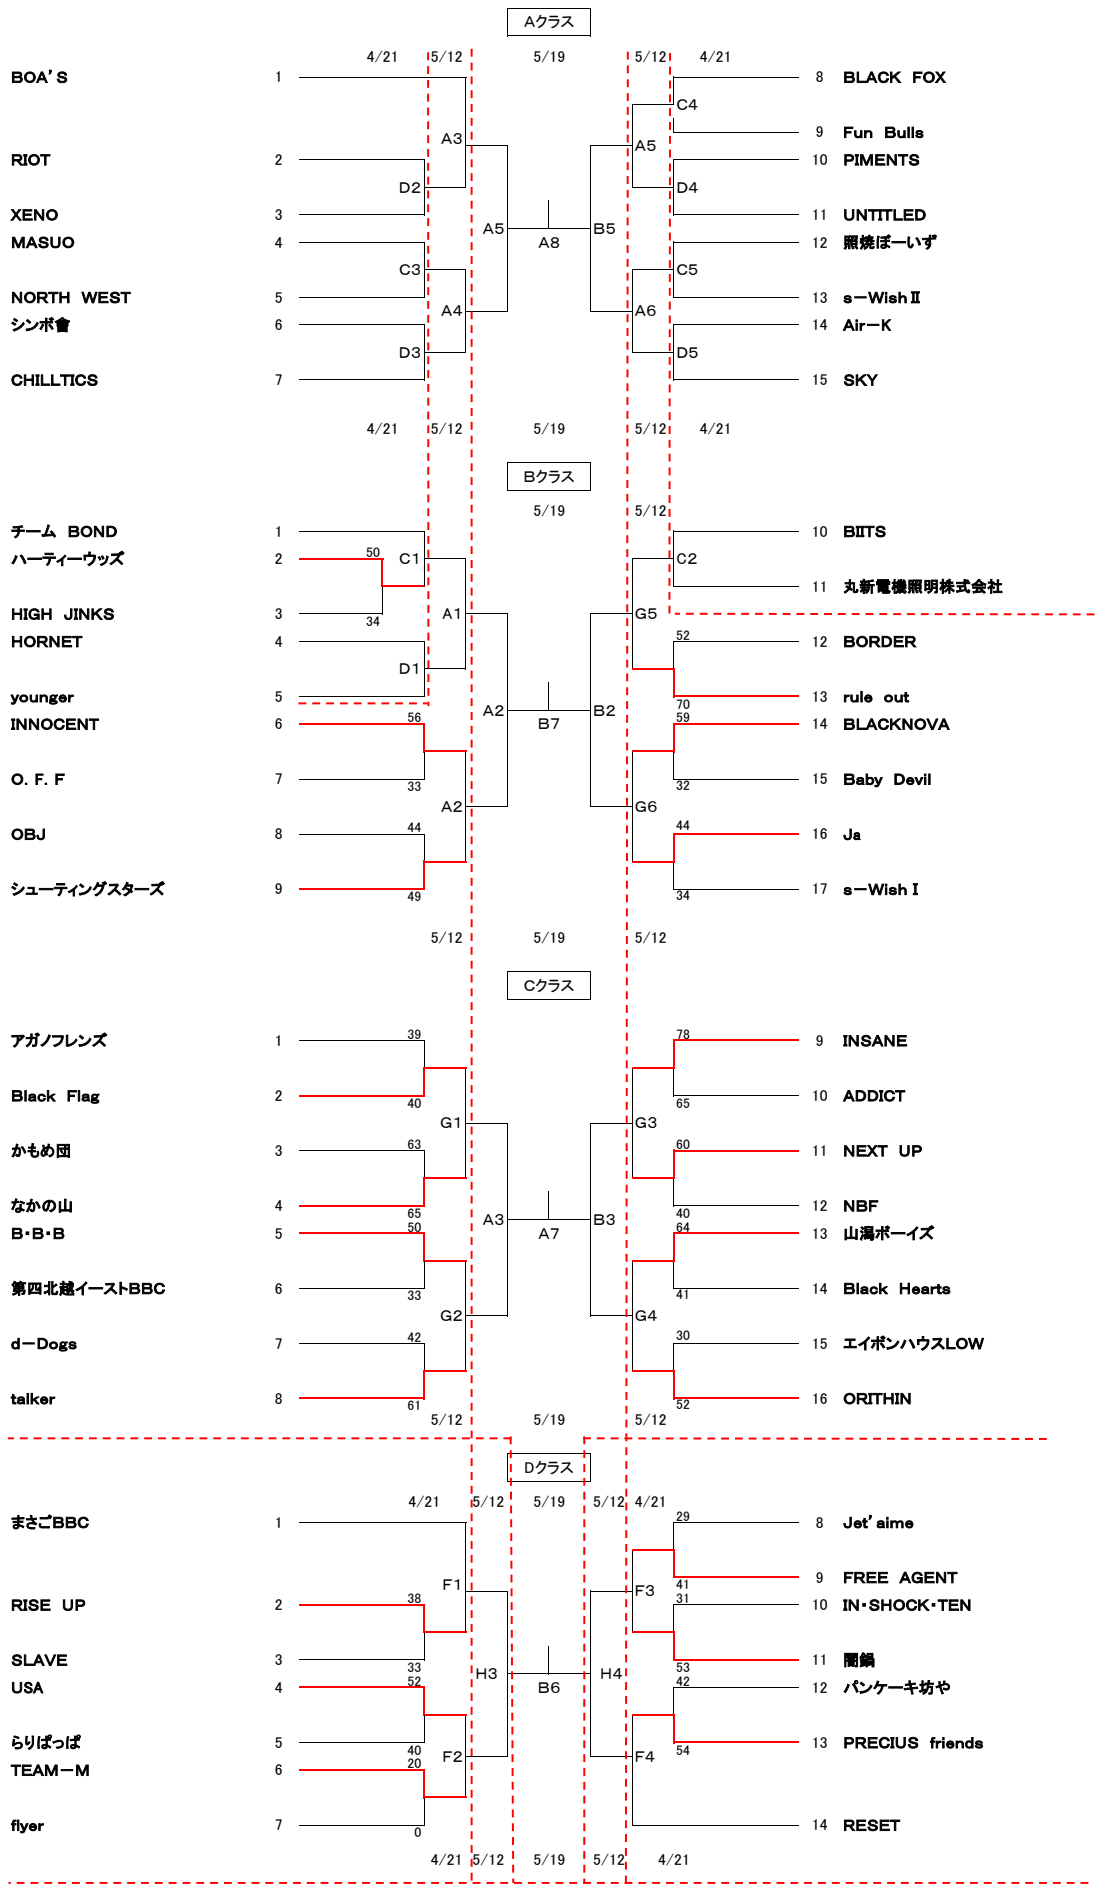 Aクラス
4/21 5/12 5/19 5/12 4/21
BOA'S 1 8 BLACK FOX
C4
9 Fun Bulls
A3 A5
RIOT 2 10 PIMENTS
D2 D4
XENO 3 11 UNTITLED
A5 A8 B5
MASUO 4 12 照焼ぼーいず
C3 C5
NORTH WEST 5 13 s－WishⅡ
A4 A6
シンボ會 6 14 Air－K
D3 D5
CHILLTICS 7 15 SKY
4/21 5/12 5/19 5/12 4/21
Bクラス
5/19 5/12
チーム BOND 1 10 BIITS
ハーティーウッズ 2 50 C1 C2
11 丸新電機照明株式会社
HIGH JINKS 3 34 A1 G5
HORNET 4 52 12 BORDER
D1
younger 5 13 rule out
70
A2 B7 B2
INNOCENT 6 56 59 14 BLACKNOVA
O.F.F 7 33 32 15 Baby Devil
A2 G6
OBJ 8 44 44 16 Ja
シューティングスターズ 9 49 34 17 s－WishⅠ
5/12 5/19 5/12
Cクラス
アガノフレンズ 1 39 78 9 INSANE
Black Flag 2 40 65 10 ADDICT
G1 G3
かもめ団 3 63 60 11 NEXT UP
なかの山 4 65 40 12 NBF
A3 A7 B3
B・B・B 5 50 64 13 山潟ボーイズ
第四北越イーストBBC 6 33 41 14 Black Hearts
G2 G4
d－Dogs 7 42 30 15 エイボンハウスLOW
talker 8 61 52 16 ORITHIN
5/12 5/19 5/12
Dクラス
4/21 5/12 5/19 5/12 4/21
まさごBBC 1 29 8 Jet'aime
9 FREE AGENT
F1 41 F3
RISE UP 2 38 31 10 IN・SHOCK・TEN
SLAVE 3 33 53 11 闇鍋
H3 B6 H4
USA 4 52 42 12 パンケーキ坊や
らりぱっぱ 5 40 54 13 PRECIUS friends
F2 F4
TEAM－M 6 20
flyer 7 0 14 RESET
4/21 5/12 5/19 5/12 4/21